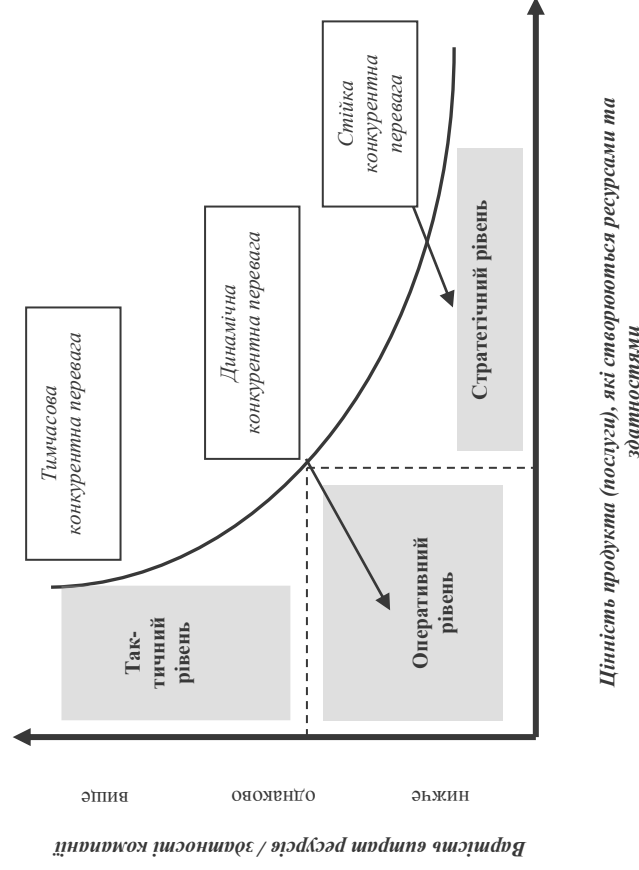 Тимчасова
конкурентна перевага
Динамічна
конкурентна перевага
Стійка
конкурентна
перевага
Так-
тичний
рівень
Оперативний
рівень
Стратегічний рівень
вище
однаково
нижче
Вартість витрат ресурсів / здатності компанії
Цінність продукта (послуги), які створюються ресурсами та
здатностями